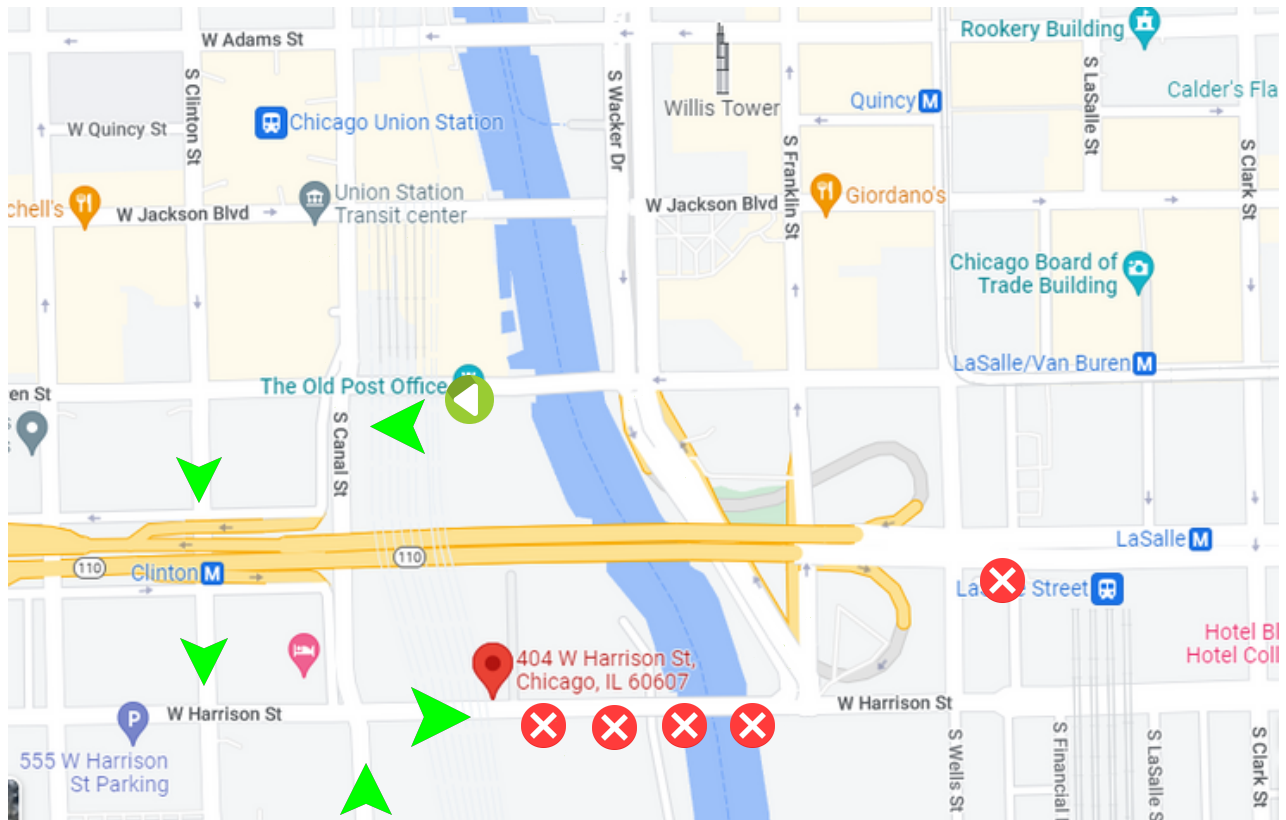 Rookery Building
W Adams St
Calder's Fla
Willis Tower
Quincy
S Clinton St
S Wacker Dr
S LaSalle St
Chicago Union Station
W Quincy St
S Franklin St
S Clark St
Union Station
Transit center
chell's
W Jackson Blvd
W Jackson Blvd
Giordano's
Chicago Board of
Trade Building
LaSalle/Van Buren
The Old Post Office
en St
S Canal St
LaSalle
110
110
Clinton
Street
Hotel Bl
Hotel Coll
404 W Harrison St,
Chicago, IL 60607
W Harrison St
W Harrison St
P
555 W Harrison
St Parking
S Wells St
S Financial
S LaSalle S
S Clark St